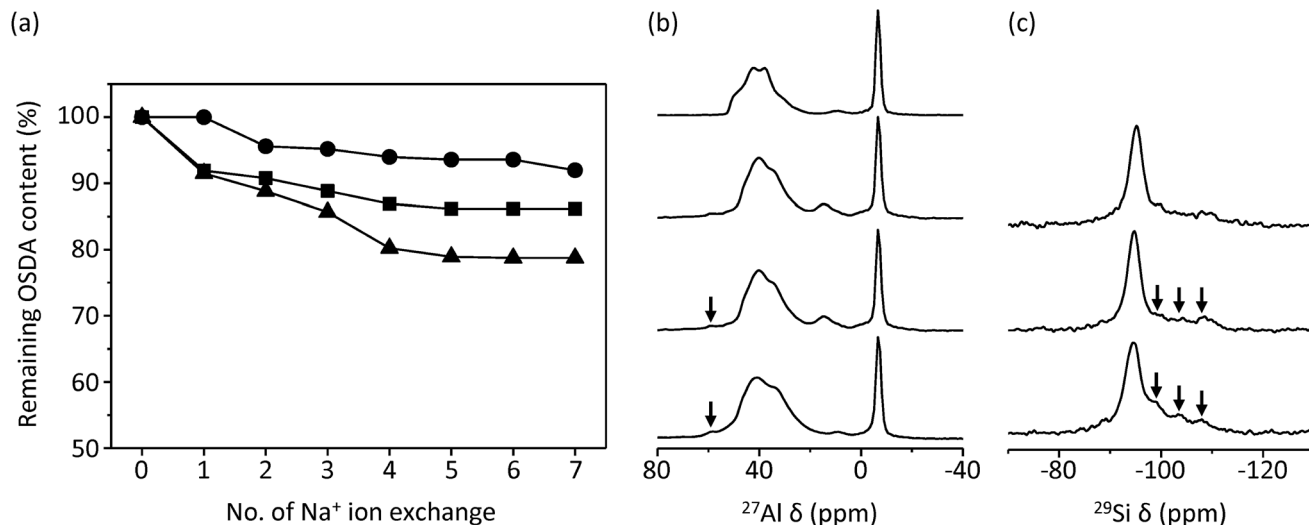 (a)
Remaining OSDA content (%)
100
90
80
70
60
50
0 1 2 3 4 5 6 7
No. of Na⁺ ion exchange
(b)
80 40 0 -40
²⁷Al δ (ppm)
(c)
-80 -100 -120
²⁹Si δ (ppm)